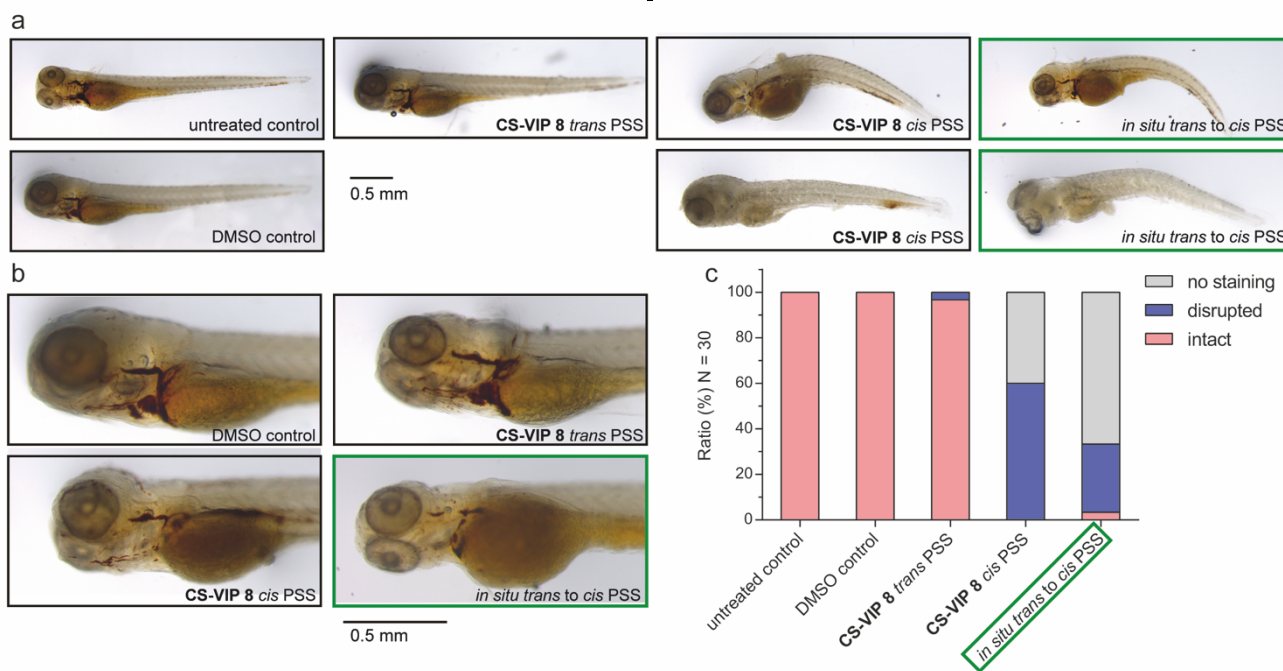 a
untreated control
CS-VIP 8 trans PSS
CS-VIP 8 cis PSS
in situ trans to cis PSS
DMSO control
0.5 mm
CS-VIP 8 cis PSS
in situ trans to cis PSS
b
DMSO control
CS-VIP 8 trans PSS
CS-VIP 8 cis PSS
in situ trans to cis PSS
0.5 mm
c
no staining
disrupted
intact
Ratio (%) N = 30
100
80
60
40
20
0
untreated control
DMSO control
CS-VIP 8 trans PSS
CS-VIP 8 cis PSS
in situ trans to cis PSS